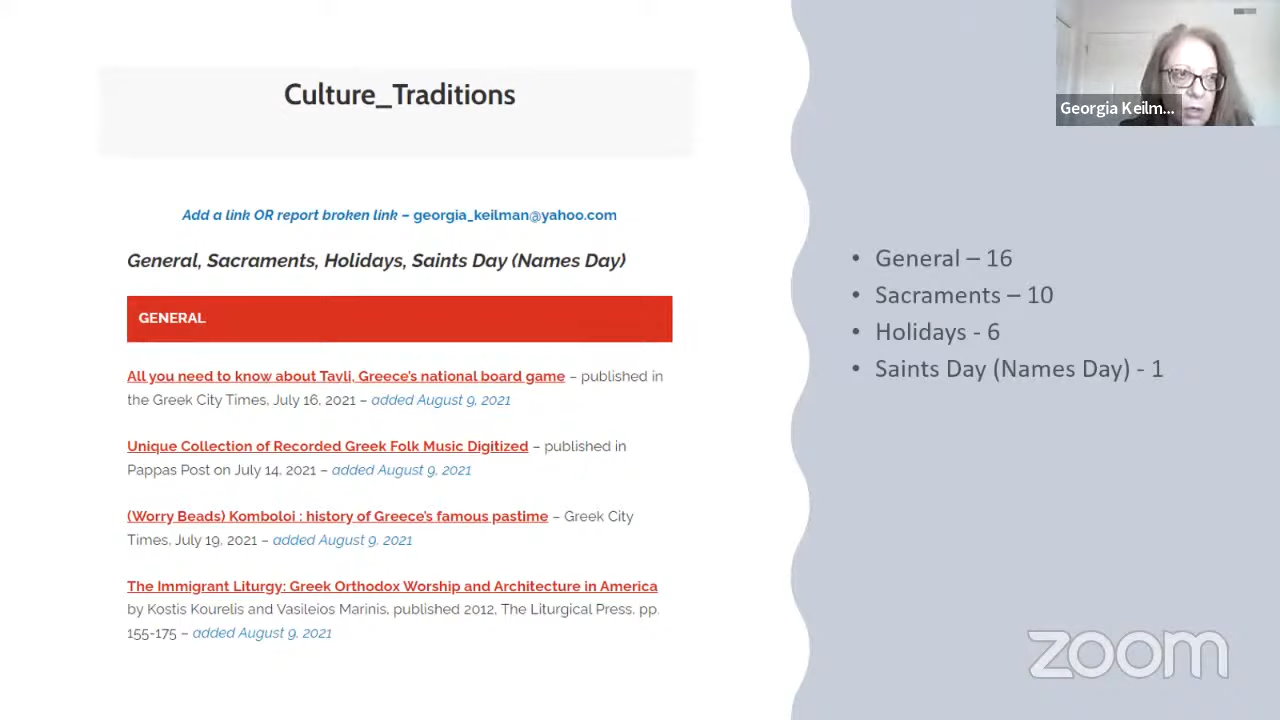 Culture_Traditions
Add a link OR report broken link – georgia_keilman@yahoo.com
General, Sacraments, Holidays, Saints Day (Names Day)
GENERAL
All you need to know about Tavli, Greece's national board game – published in
the Greek City Times, July 16, 2021 – added August 9, 2021
Unique Collection of Recorded Greek Folk Music Digitized – published in
Pappas Post on July 14, 2021 – added August 9, 2021
(Worry Beads) Komboloi : history of Greece's famous pastime – Greek City
Times, July 19, 2021 – added August 9, 2021
The Immigrant Liturgy: Greek Orthodox Worship and Architecture in America
by Kostis Kourelis and Vasileios Marinis, published 2012, The Liturgical Press, pp.
155-175 – added August 9, 2021
Georgia Keilm...
• General – 16
• Sacraments – 10
• Holidays - 6
• Saints Day (Names Day) - 1
zoom